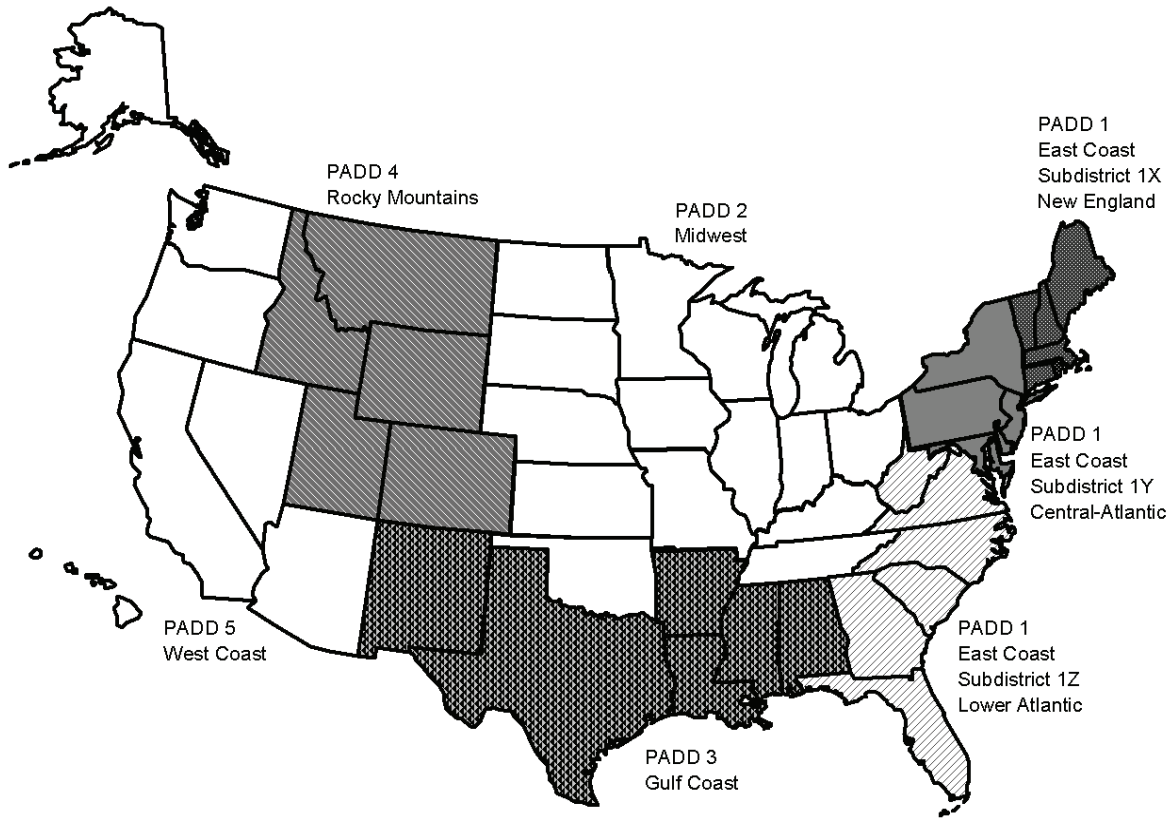 PADD 1
East Coast
Subdistrict 1X
New England
PADD 4
Rocky Mountains
PADD 2
Midwest
PADD 1
East Coast
Subdistrict 1Y
Central-Atlantic
PADD 5
West Coast
PADD 1
East Coast
Subdistrict 1Z
Lower Atlantic
PADD 3
Gulf Coast